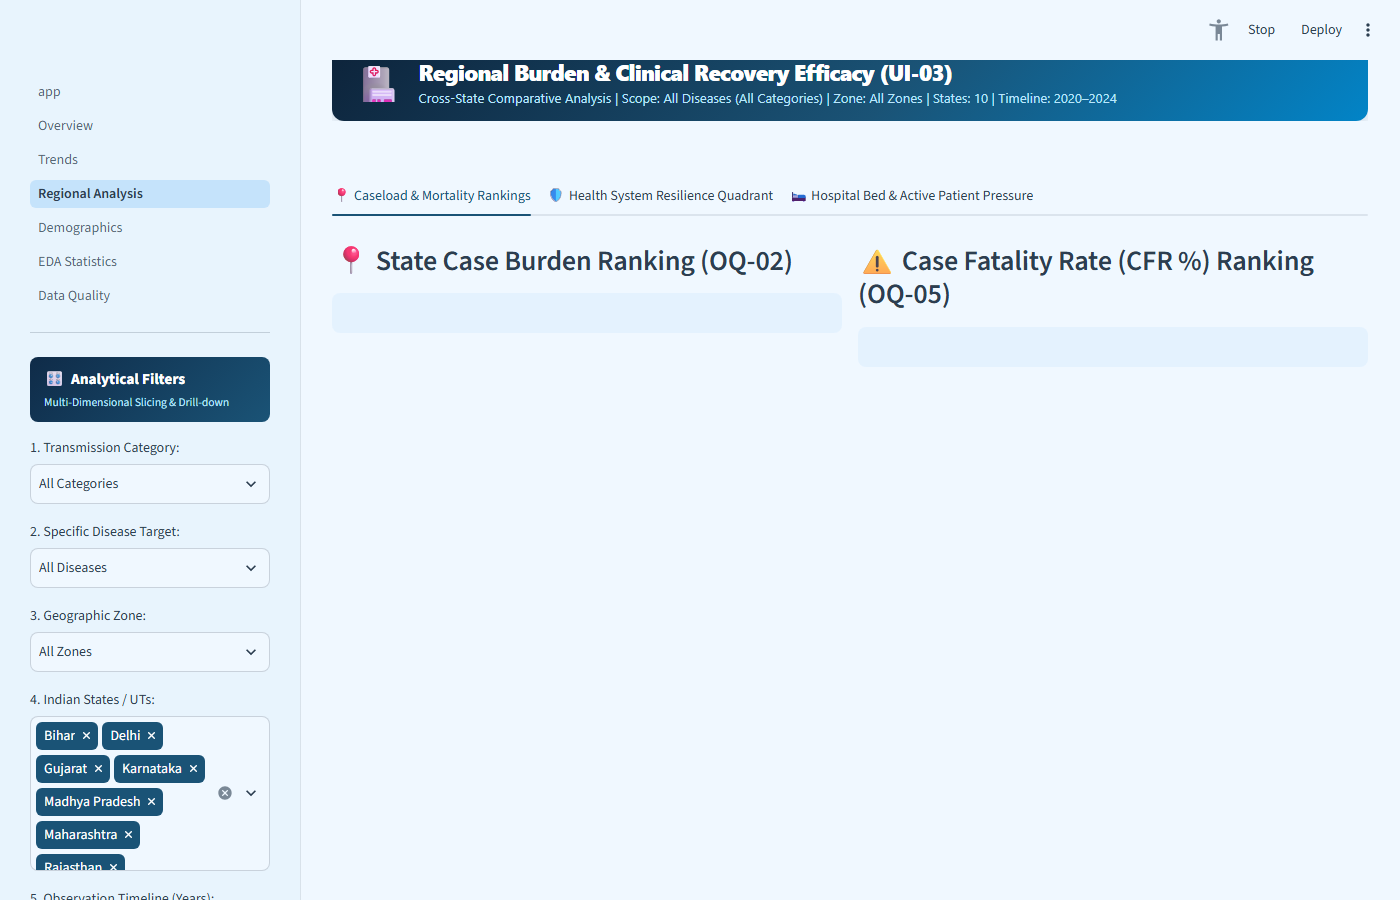 Stop
Deploy
app
Overview
Trends
Regional Analysis
Demographics
EDA Statistics
Data Quality
Analytical Filters
Multi-Dimensional Slicing & Drill-down
1. Transmission Category:
All Categories
2. Specific Disease Target:
All Diseases
3. Geographic Zone:
All Zones
4. Indian States / UTs:
Bihar
Delhi
Gujarat
Karnataka
Madhya Pradesh
Maharashtra
Rajasthan
5. Observation Timeline (Years):
Regional Burden & Clinical Recovery Efficacy (UI-03)
Cross-State Comparative Analysis | Scope: All Diseases (All Categories) | Zone: All Zones | States: 10 | Timeline: 2020–2024
Caseload & Mortality Rankings
Health System Resilience Quadrant
Hospital Bed & Active Patient Pressure
State Case Burden Ranking (OQ-02)
Case Fatality Rate (CFR %) Ranking
(OQ-05)